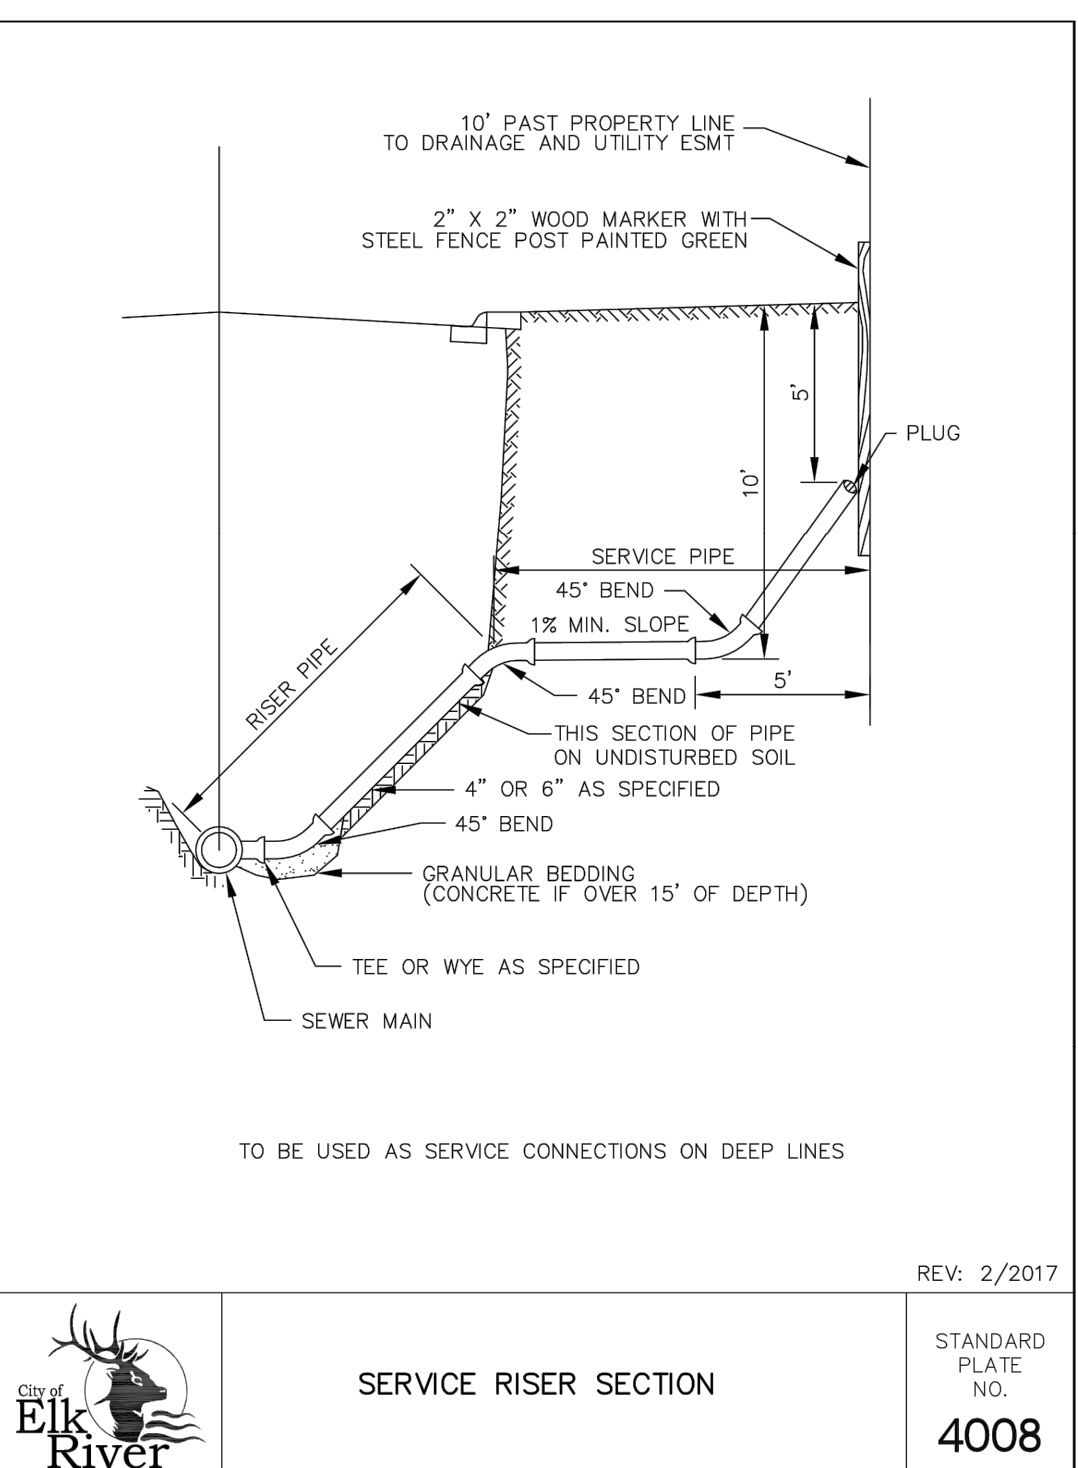 10' PAST PROPERTY LINE
TO DRAINAGE AND UTILITY ESMT
2" X 2" WOOD MARKER WITH
STEEL FENCE POST PAINTED GREEN
5'
PLUG
10'
SERVICE PIPE
45° BEND
1% MIN. SLOPE
RISER PIPE
5'
45° BEND
THIS SECTION OF PIPE
ON UNDISTURBED SOIL
4" OR 6" AS SPECIFIED
45° BEND
GRANULAR BEDDING
(CONCRETE IF OVER 15' OF DEPTH)
TEE OR WYE AS SPECIFIED
SEWER MAIN
TO BE USED AS SERVICE CONNECTIONS ON DEEP LINES
REV: 2/2017
City of
Elk
River
SERVICE RISER SECTION
STANDARD
PLATE
NO.
4008